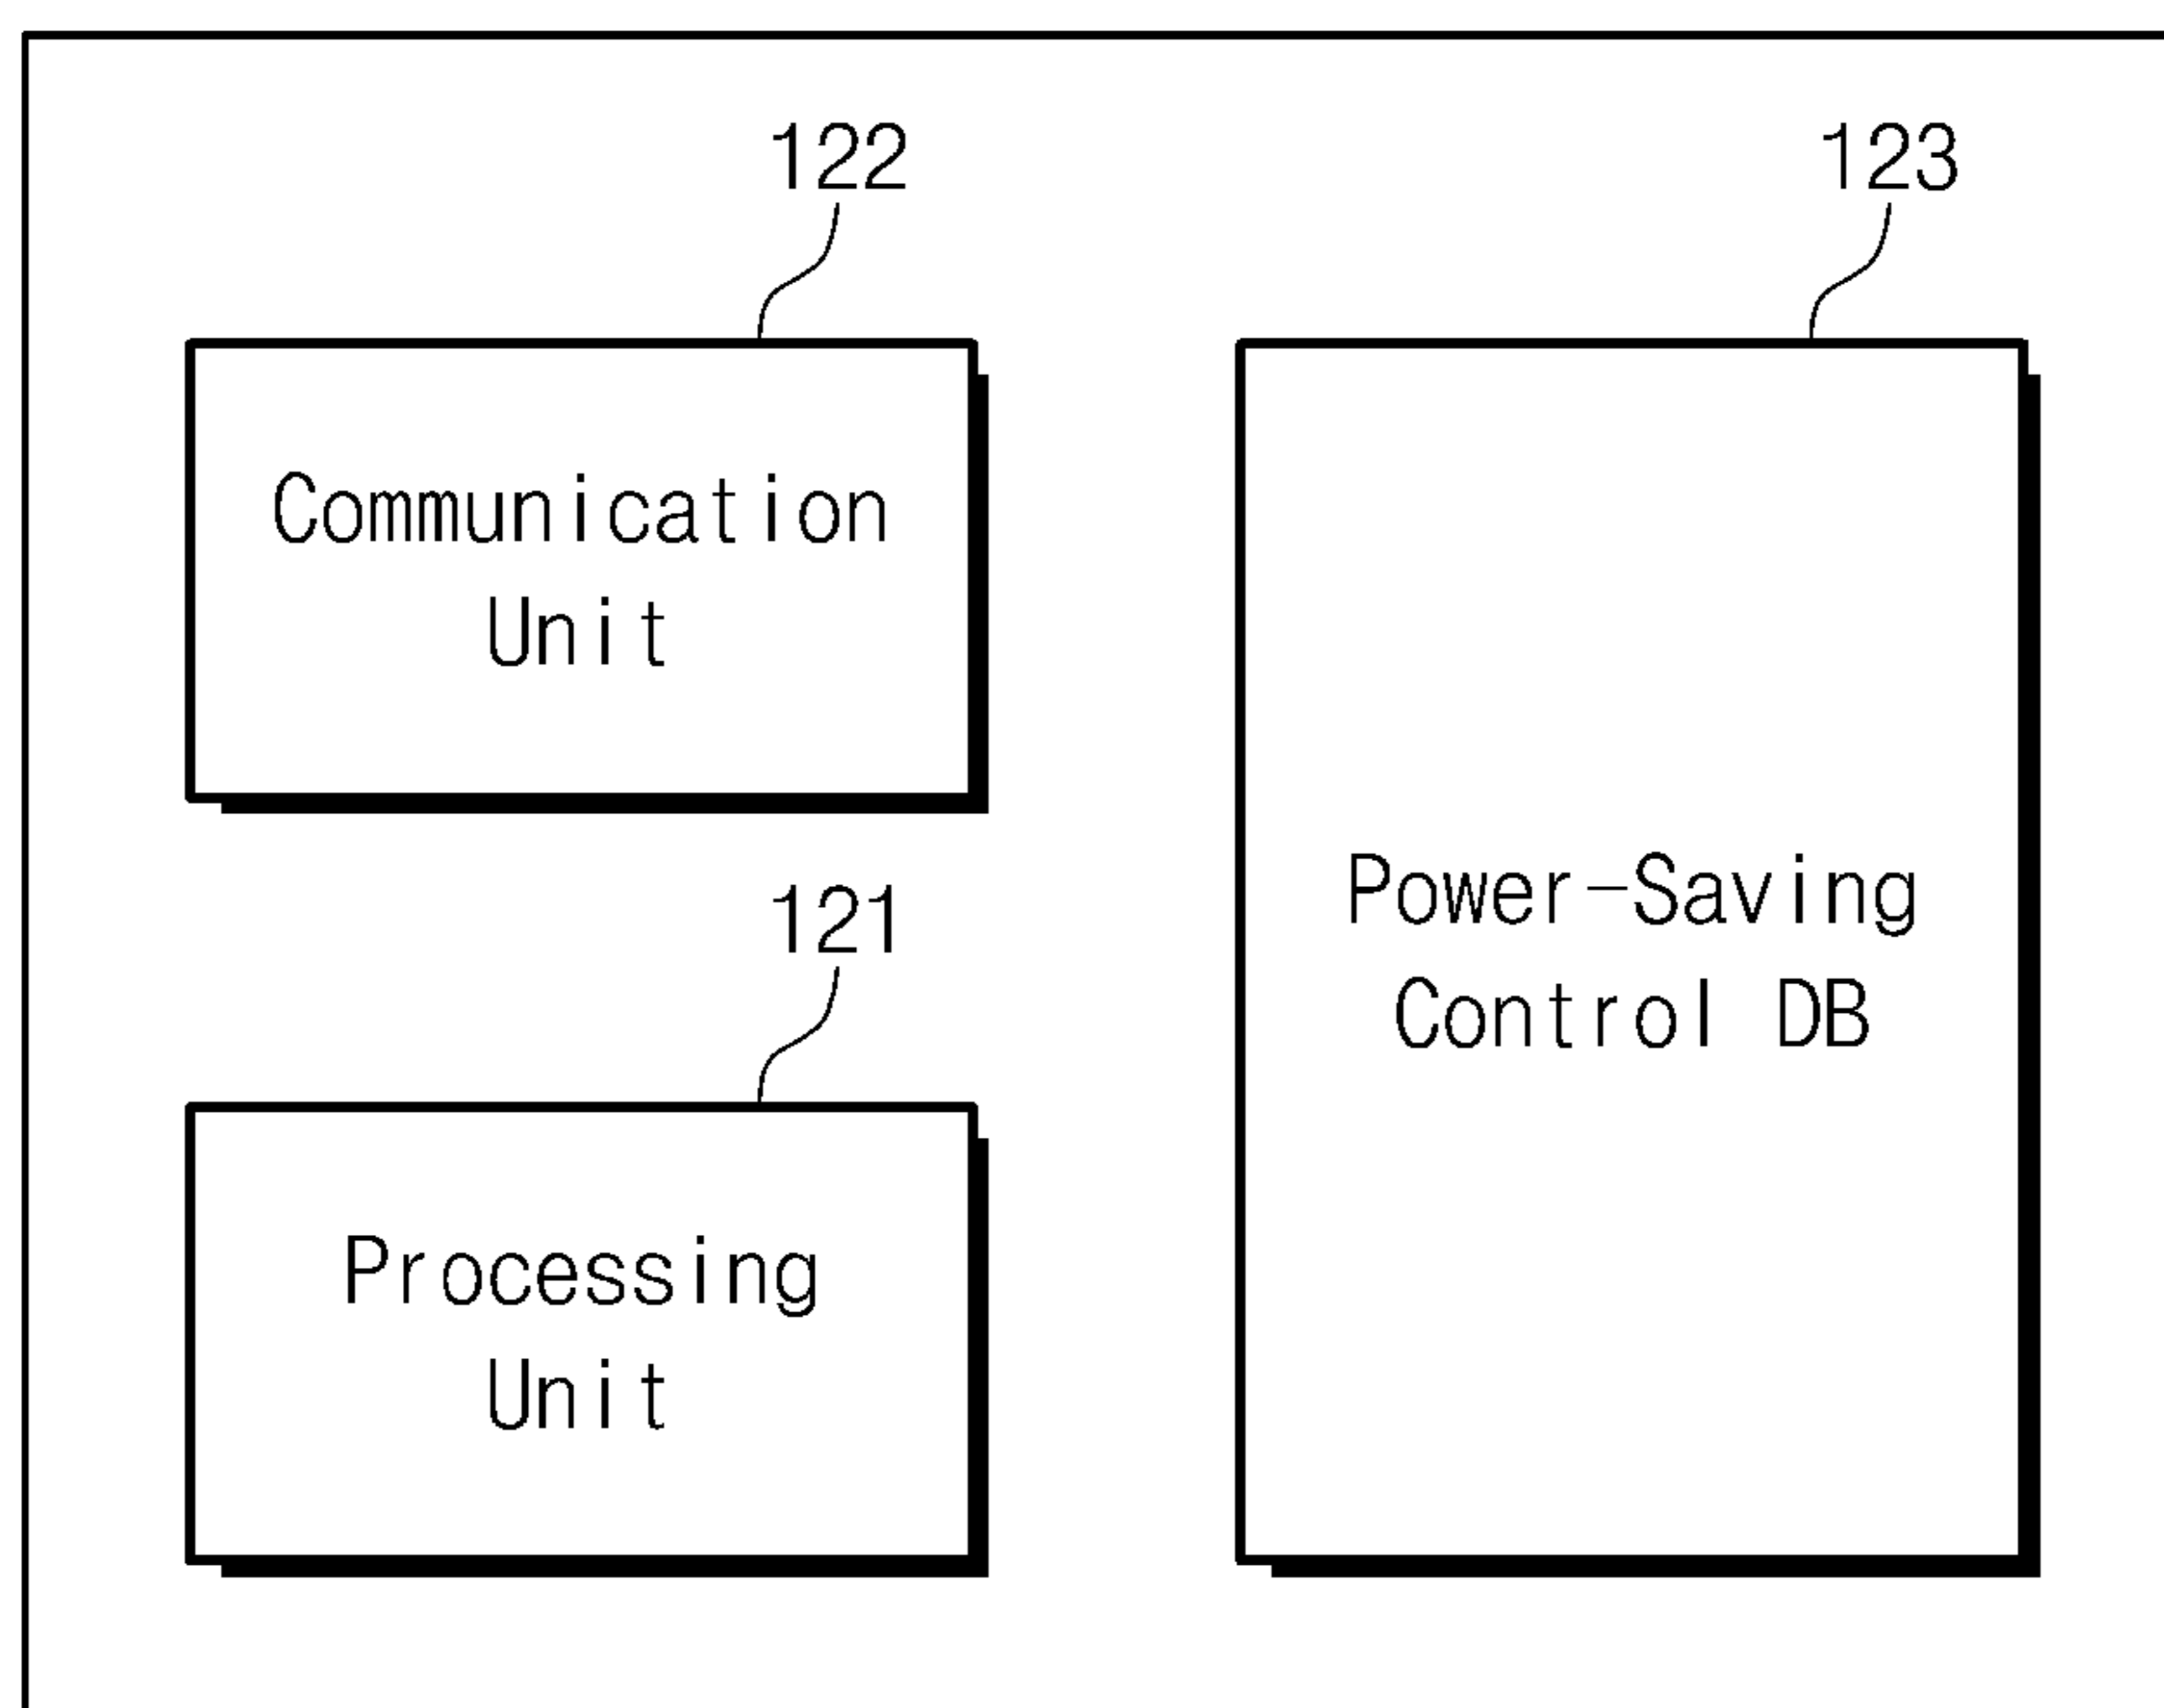 122
Communication
Unit
121
Processing
Unit
123
Power-Saving
Control DB